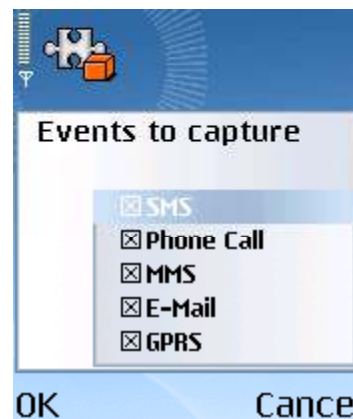 Events to capture
SMS
Phone Call
MMS
E-Mail
GPRS
OK Cance